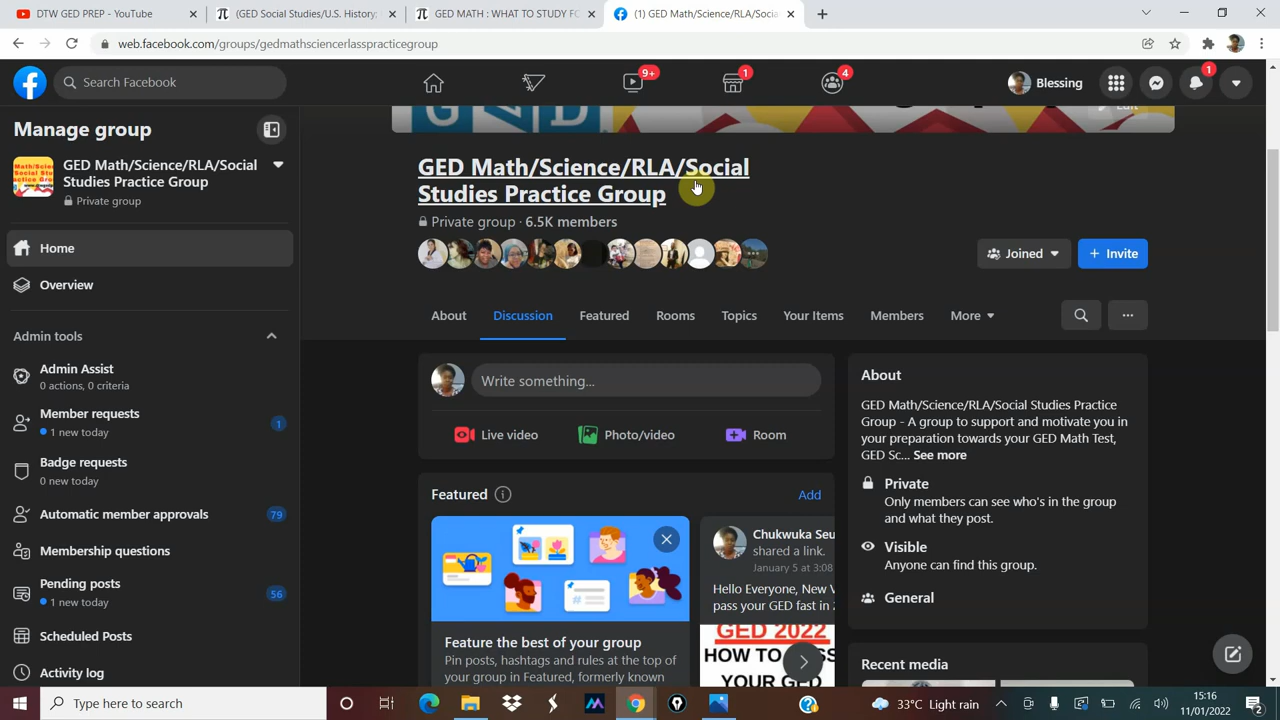 DTW GED PREP - YouTube
(GED Social Studies/U.S. History:
GED MATH : WHAT TO STUDY FO
(1) GED Math/Science/RLA/Socia
web.facebook.com/groups/gedmathsciencerlasspracticegroup
Search Facebook
9+
1
4
Blessing
1
Manage group
Edit
GED Math/Science/RLA/Social
Studies Practice Group
Private group
GED Math/Science/RLA/Social
Studies Practice Group
Private group · 6.5K members
Joined
+ Invite
Home
Overview
About
Discussion
Featured
Rooms
Topics
Your Items
Members
More
Admin tools
Admin Assist
0 actions, 0 criteria
Member requests
1 new today
1
Badge requests
0 new today
Automatic member approvals
79
Membership questions
Pending posts
1 new today
56
Scheduled Posts
Activity log
Write something...
Live video
Photo/video
Room
Featured
Add
Feature the best of your group
Pin posts, hashtags and rules at the top of
your group in Featured, formerly known
Chukwuka Seu
shared a link.
January 5 at 3:08
Hello Everyone, New V
pass your GED fast in 2
GED 2022
HOW TO
YOUR GED
About
GED Math/Science/RLA/Social Studies Practice
Group - A group to support and motivate you in
your preparation towards your GED Math Test,
GED Sc... See more
Private
Only members can see who's in the group
and what they post.
Visible
Anyone can find this group.
General
Recent media
Type here to search
33°C Light rain
15:16
11/01/2022
2